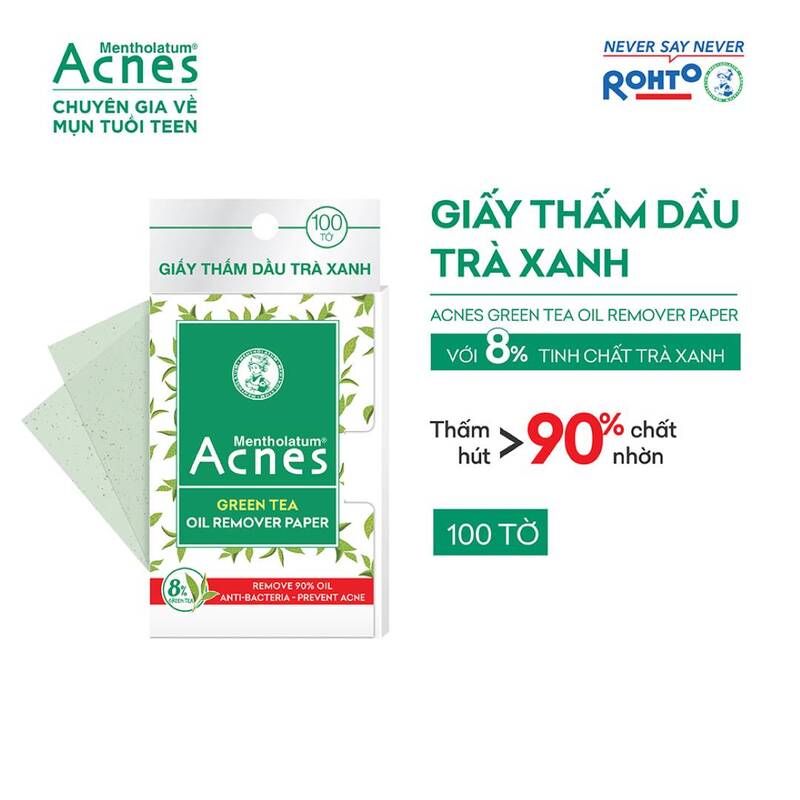 Mentholatum®
Acnes
CHUYÊN GIA VỀ
MỤN TUỔI TEEN
NEVER SAY NEVER
ROHTO
GIẤY THẤM DẦU
TRÀ XANH
ACNES GREEN TEA OIL REMOVER PAPER
VỚI 8% TINH CHẤT TRÀ XANH
Thấm hút >90% chất nhờn
100 TỜ
100
TỜ
GIẤY THẤM DẦU TRÀ XANH
Mentholatum®
Acnes
GREEN TEA
OIL REMOVER PAPER
8%
GREEN TEA
REMOVE 90% OIL
ANTI-BACTERIA - PREVENT ACNE